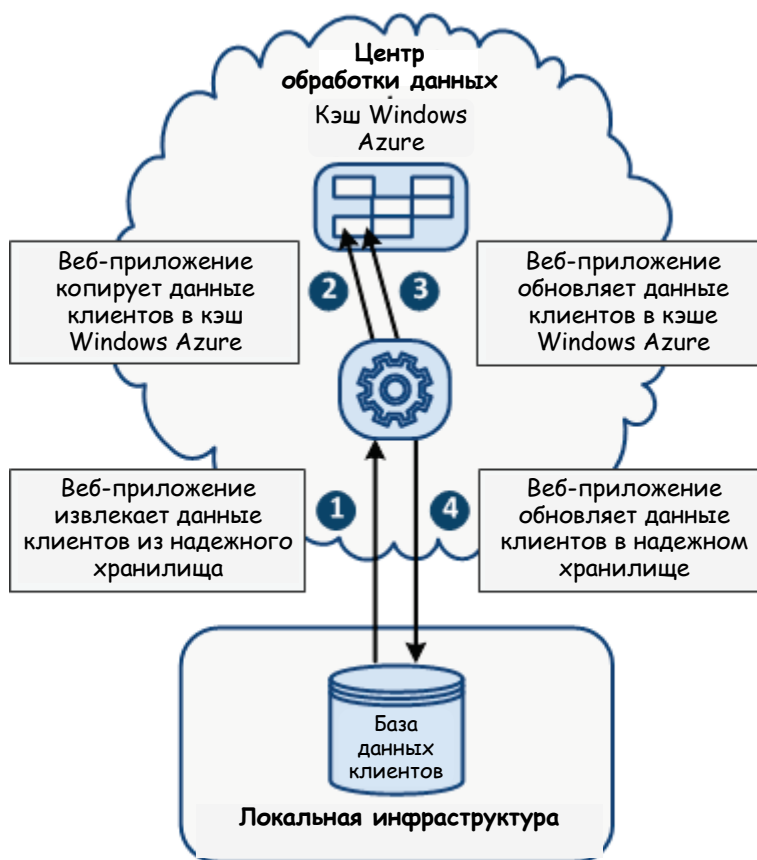 Центр
обработки данных
Кэш Windows
Azure
Веб-приложение
копирует данные
клиентов в кэш
Windows Azure
2
3
Веб-приложение
обновляет данные
клиентов в кэше
Windows Azure
Веб-приложение
извлекает данные
клиентов из надежного
хранилища
1
4
Веб-приложение
обновляет данные
клиентов в надежном
хранилище
База
данных
клиентов
Локальная инфраструктура